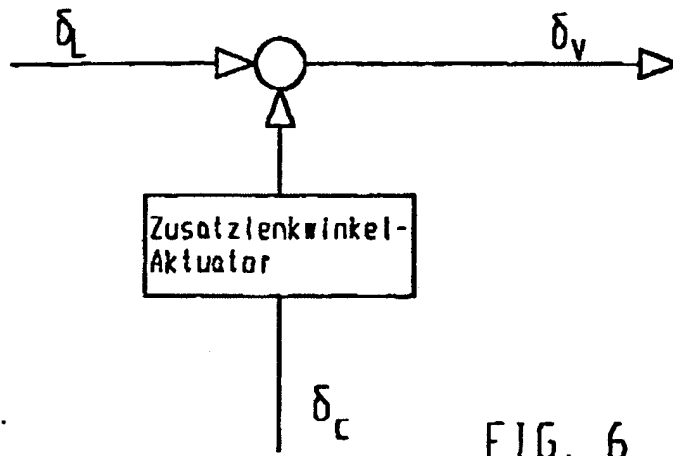 δL δV
Zusatzlenkwinkel-
Aktuator
δC
FIG. 6